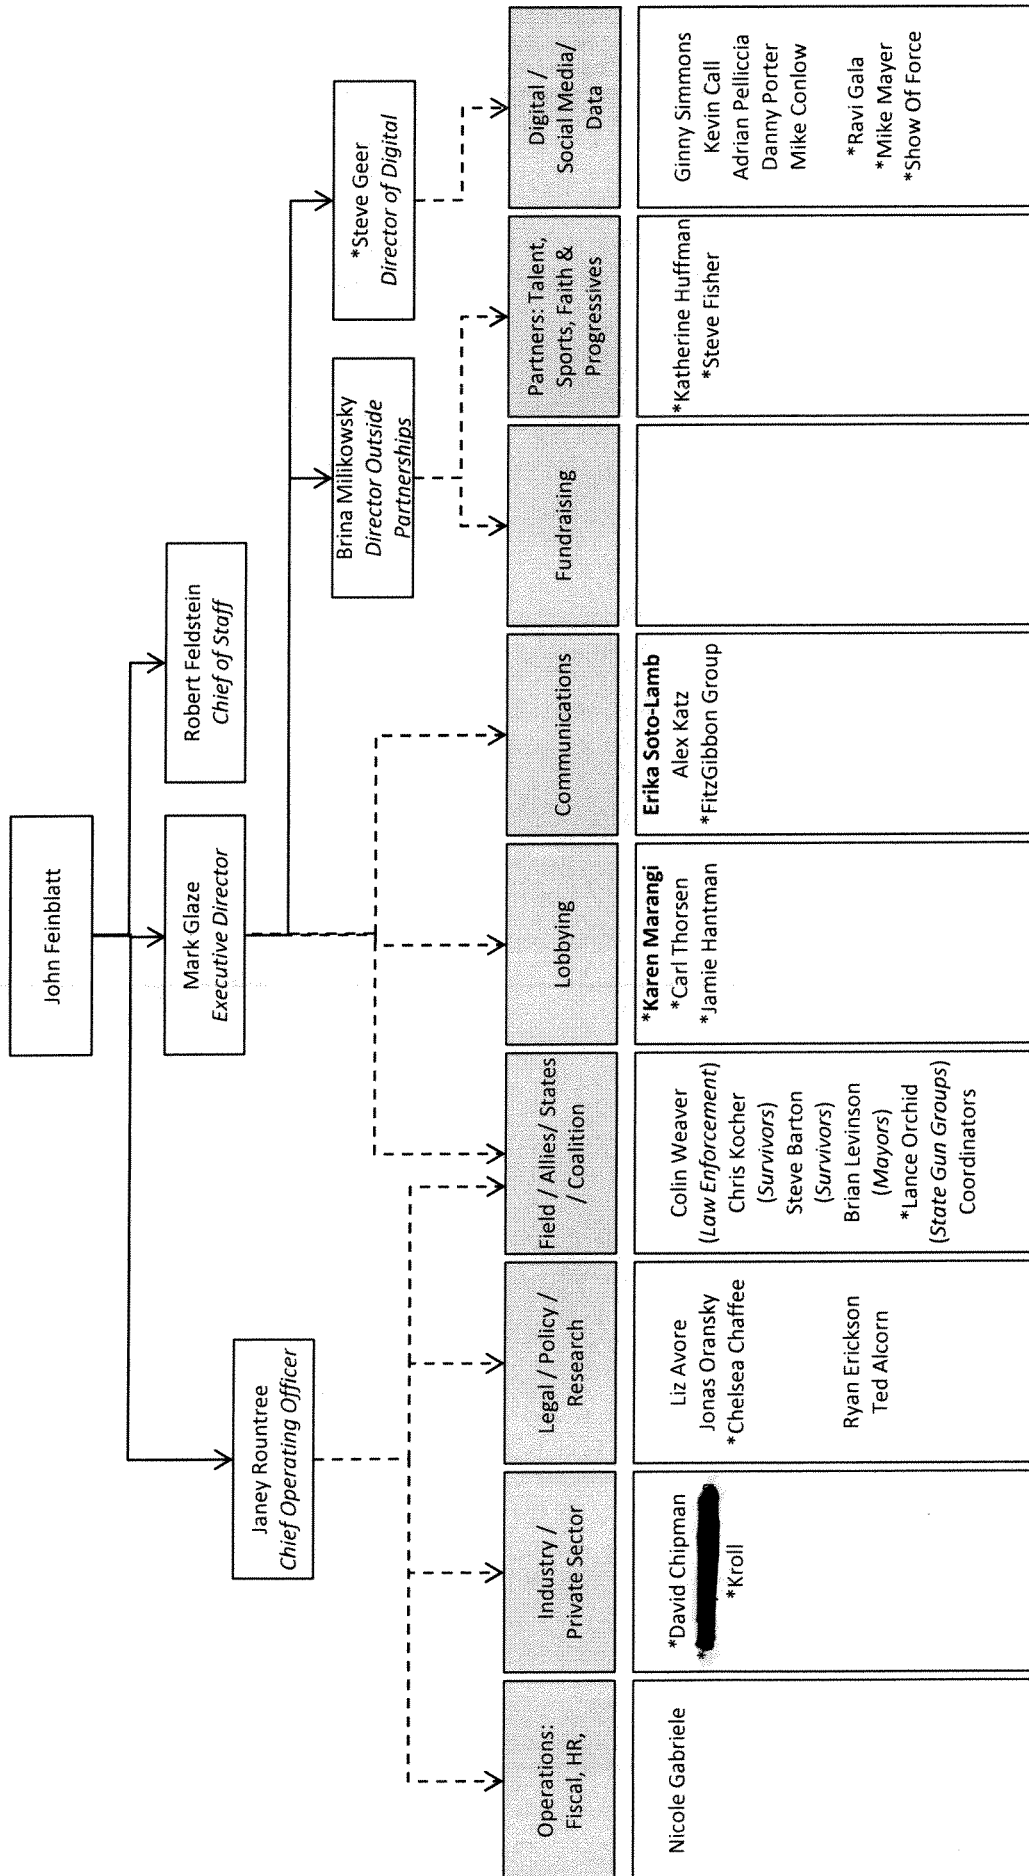 John Feinblatt
Mark Glaze
Executive Director
Robert Feldstein
Chief of Staff
Janey Rountree
Chief Operating Officer
Brina Milikowsky
Director Outside
Partnerships
*Steve Geer
Director of Digital
Operations:
Fiscal, HR,
Industry /
Private Sector
Legal / Policy /
Research
Field / Allies/ States
/ Coalition
Lobbying
Communications
Fundraising
Partners: Talent,
Sports, Faith &
Progressives
Digital /
Social Media/
Data
Nicole Gabriele
*David Chipman
*
*Kroll
Liz Avore
Jonas Oransky
*Chelsea Chaffee
Ryan Erickson
Ted Alcorn
Colin Weaver
(Law Enforcement)
Chris Kocher
(Survivors)
Steve Barton
(Survivors)
Brian Levinson
(Mayors)
*Lance Orchid
(State Gun Groups)
Coordinators
*Karen Marangi
*Carl Thorsen
*Jamie Hantman
Erika Soto-Lamb
Alex Katz
*FitzGibbon Group
*Katherine Huffman
*Steve Fisher
Ginny Simmons
Kevin Call
Adrian Pelliccia
Danny Porter
Mike Conlow
*Ravi Gala
*Mike Mayer
*Show Of Force